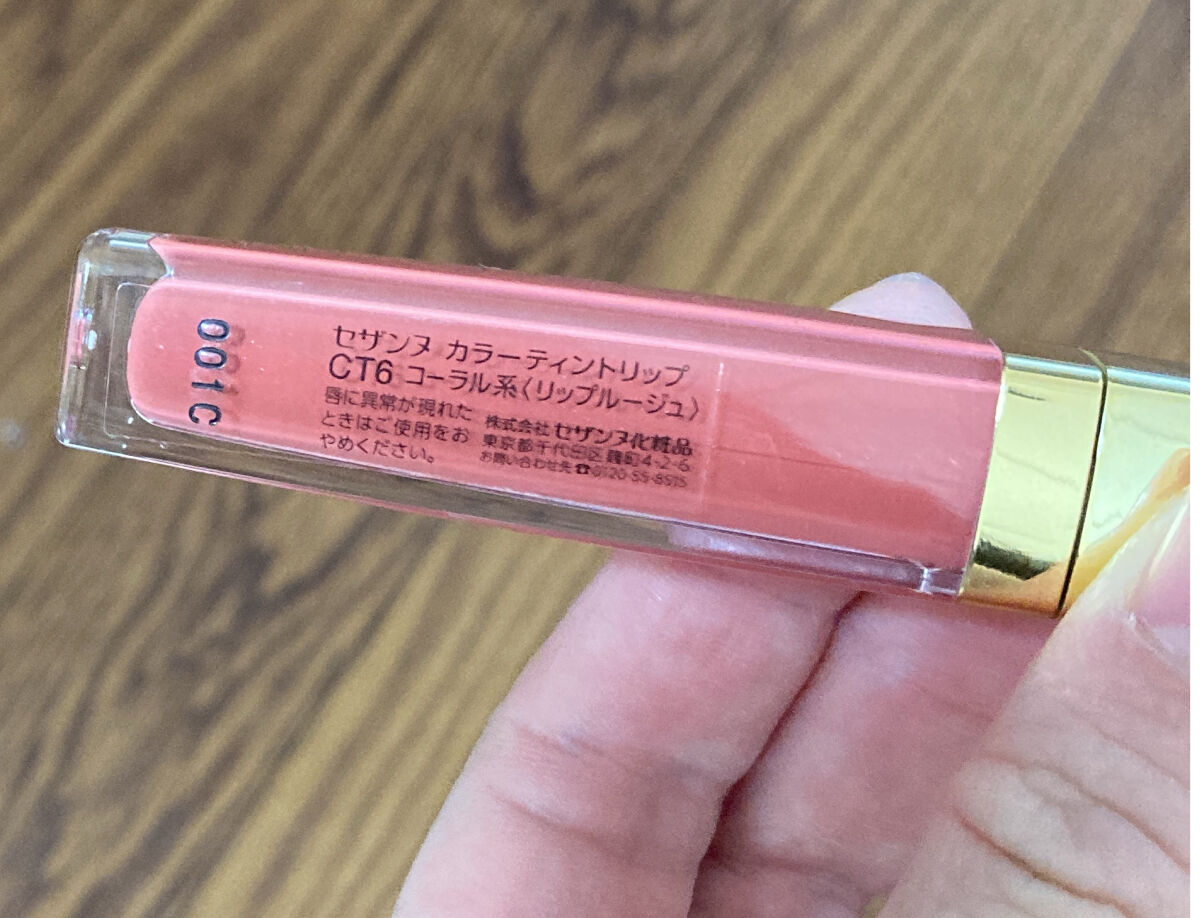 001C
セザンヌ カラーティントリップ
CT6 コーラル系〈リップルージュ〉
唇に異常が現れた
ときはご使用をお
やめください。
株式会社 セザンヌ化粧品
東京都千代田区麹町4-2-6
お問い合わせ先☎0120-55-8515